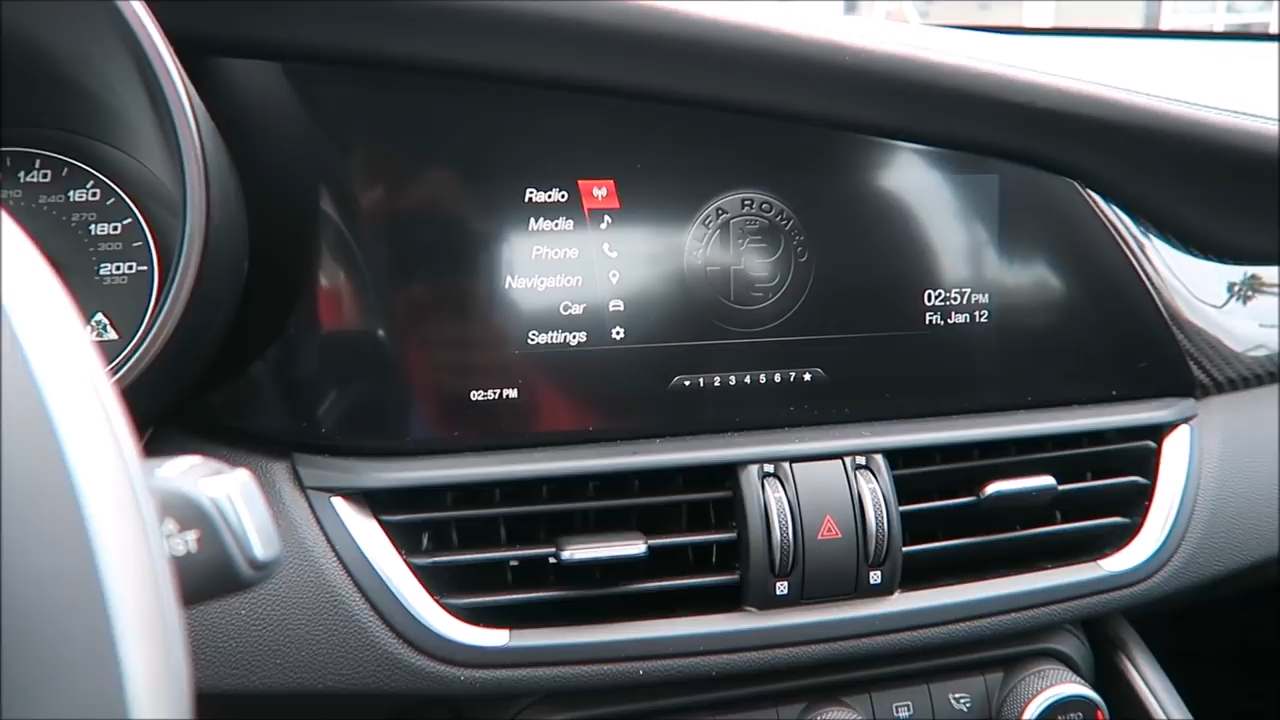 140
160
180
200
210
240
270
300
330
Radio
Media
Phone
Navigation
Car
Settings
ALFA ROMEO
02:57PM
Fri, Jan 12
02:57 PM
1 2 3 4 5 6 7
AUTO